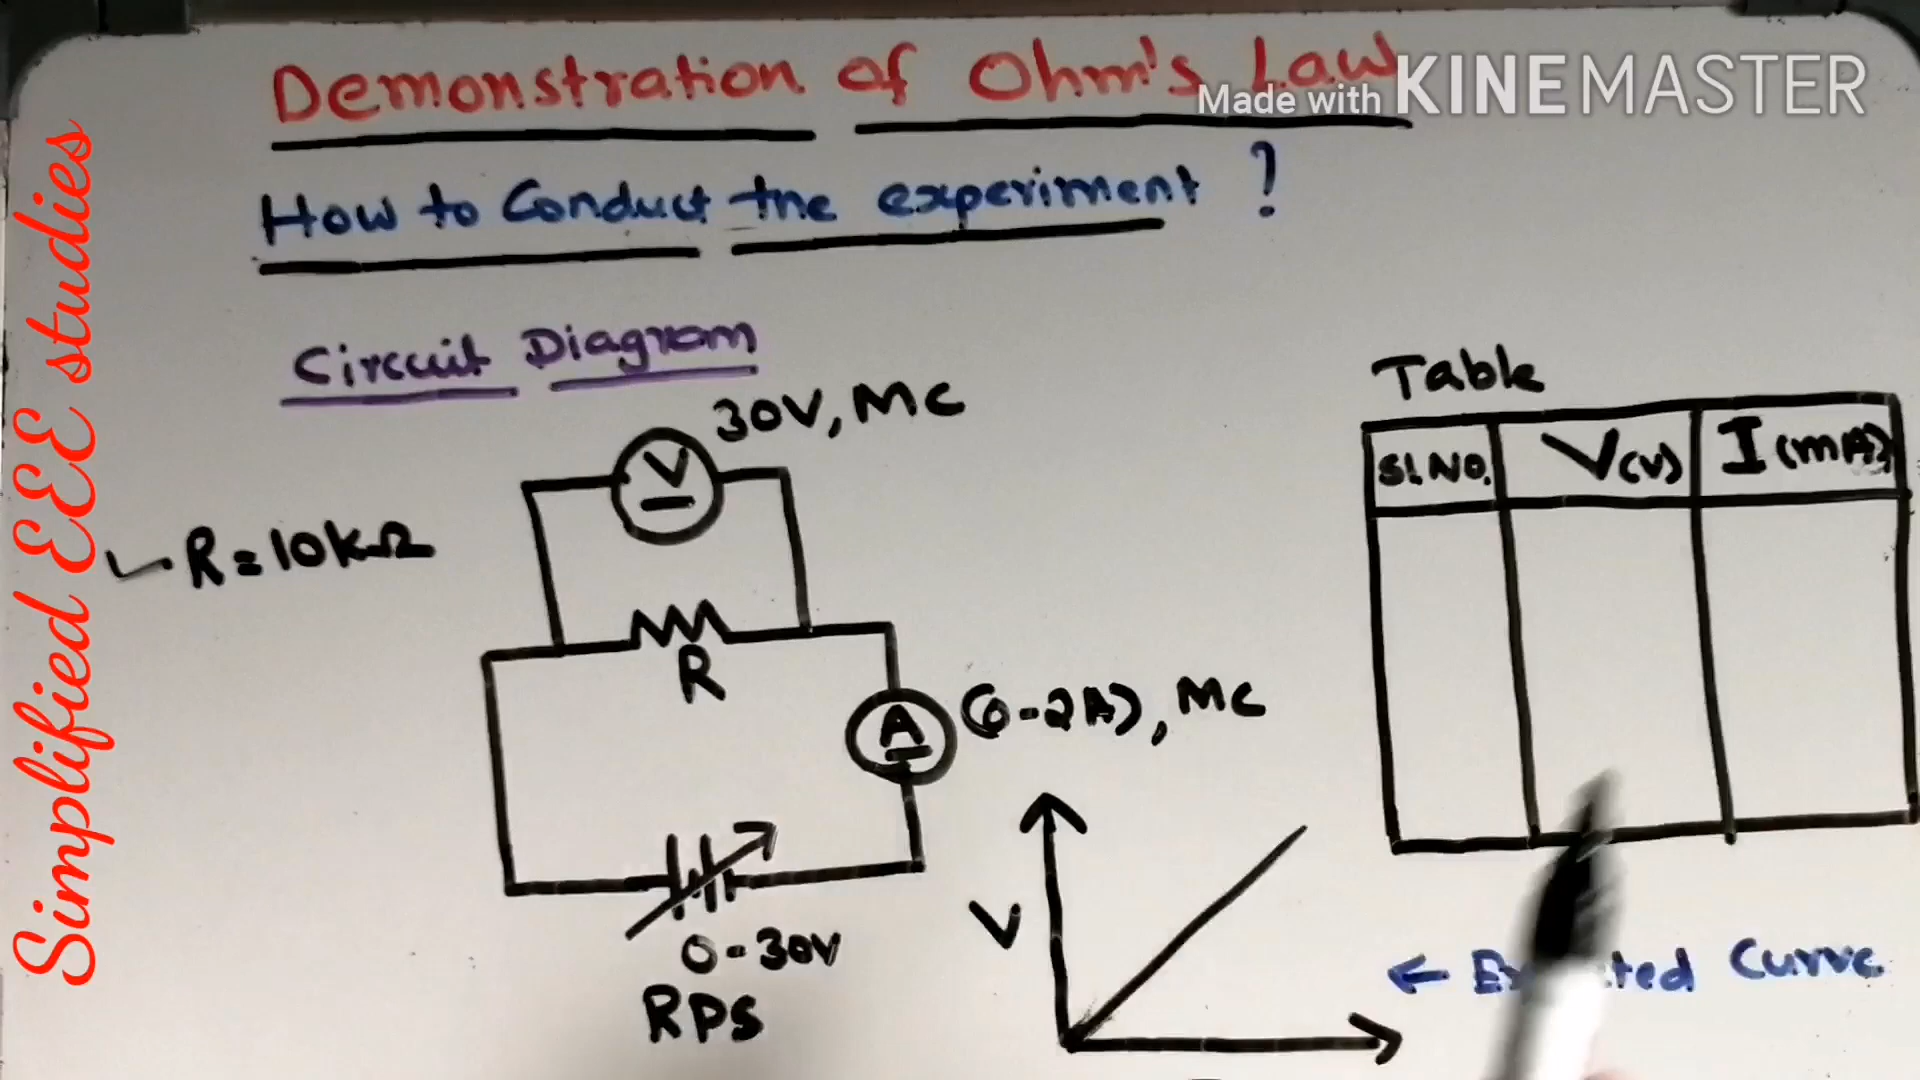 Demonstration of Ohm's Law
Made with KINEMASTER
How to Conduct the experiment ?
Simplified EEE studies
Circuit Diagram
30V, MC
V
R = 10kΩ
R
A
(0-2A), MC
0-30V
RPS
Table
Sl.No. V(V) I(mA)
V
← Curve